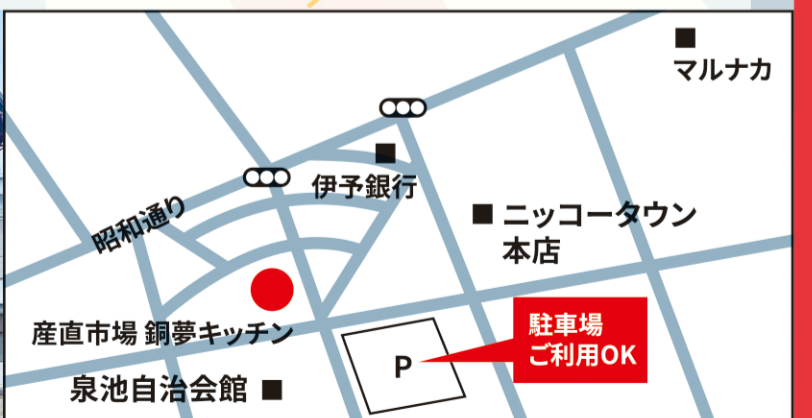 マルナカ
伊予銀行
昭和通り
ニッコータウン
本店
産直市場 銅夢キッチン
駐車場
ご利用OK
P
泉池自治会館